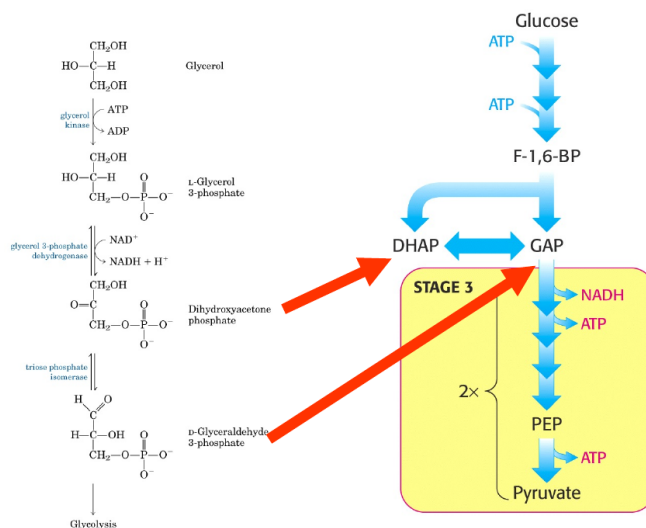 CH₂OH
HO—C—H
CH₂OH
Glycerol
glycerol
kinase
ATP
ADP
CH₂OH
HO—C—H O
CH₂—O—P—O⁻
O⁻
L-Glycerol
3-phosphate
glycerol 3-phosphate
dehydrogenase
NAD⁺
NADH + H⁺
CH₂OH
O=C O
CH₂—O—P—O⁻
O⁻
Dihydroxyacetone
phosphate
triose phosphate
isomerase
H O
C
H—C—OH O
CH₂—O—P—O⁻
O⁻
D-Glyceraldehyde
3-phosphate
Glycolysis
Glucose
ATP
ATP
F-1,6-BP
DHAP
GAP
STAGE 3
NADH
ATP
2×
PEP
ATP
Pyruvate